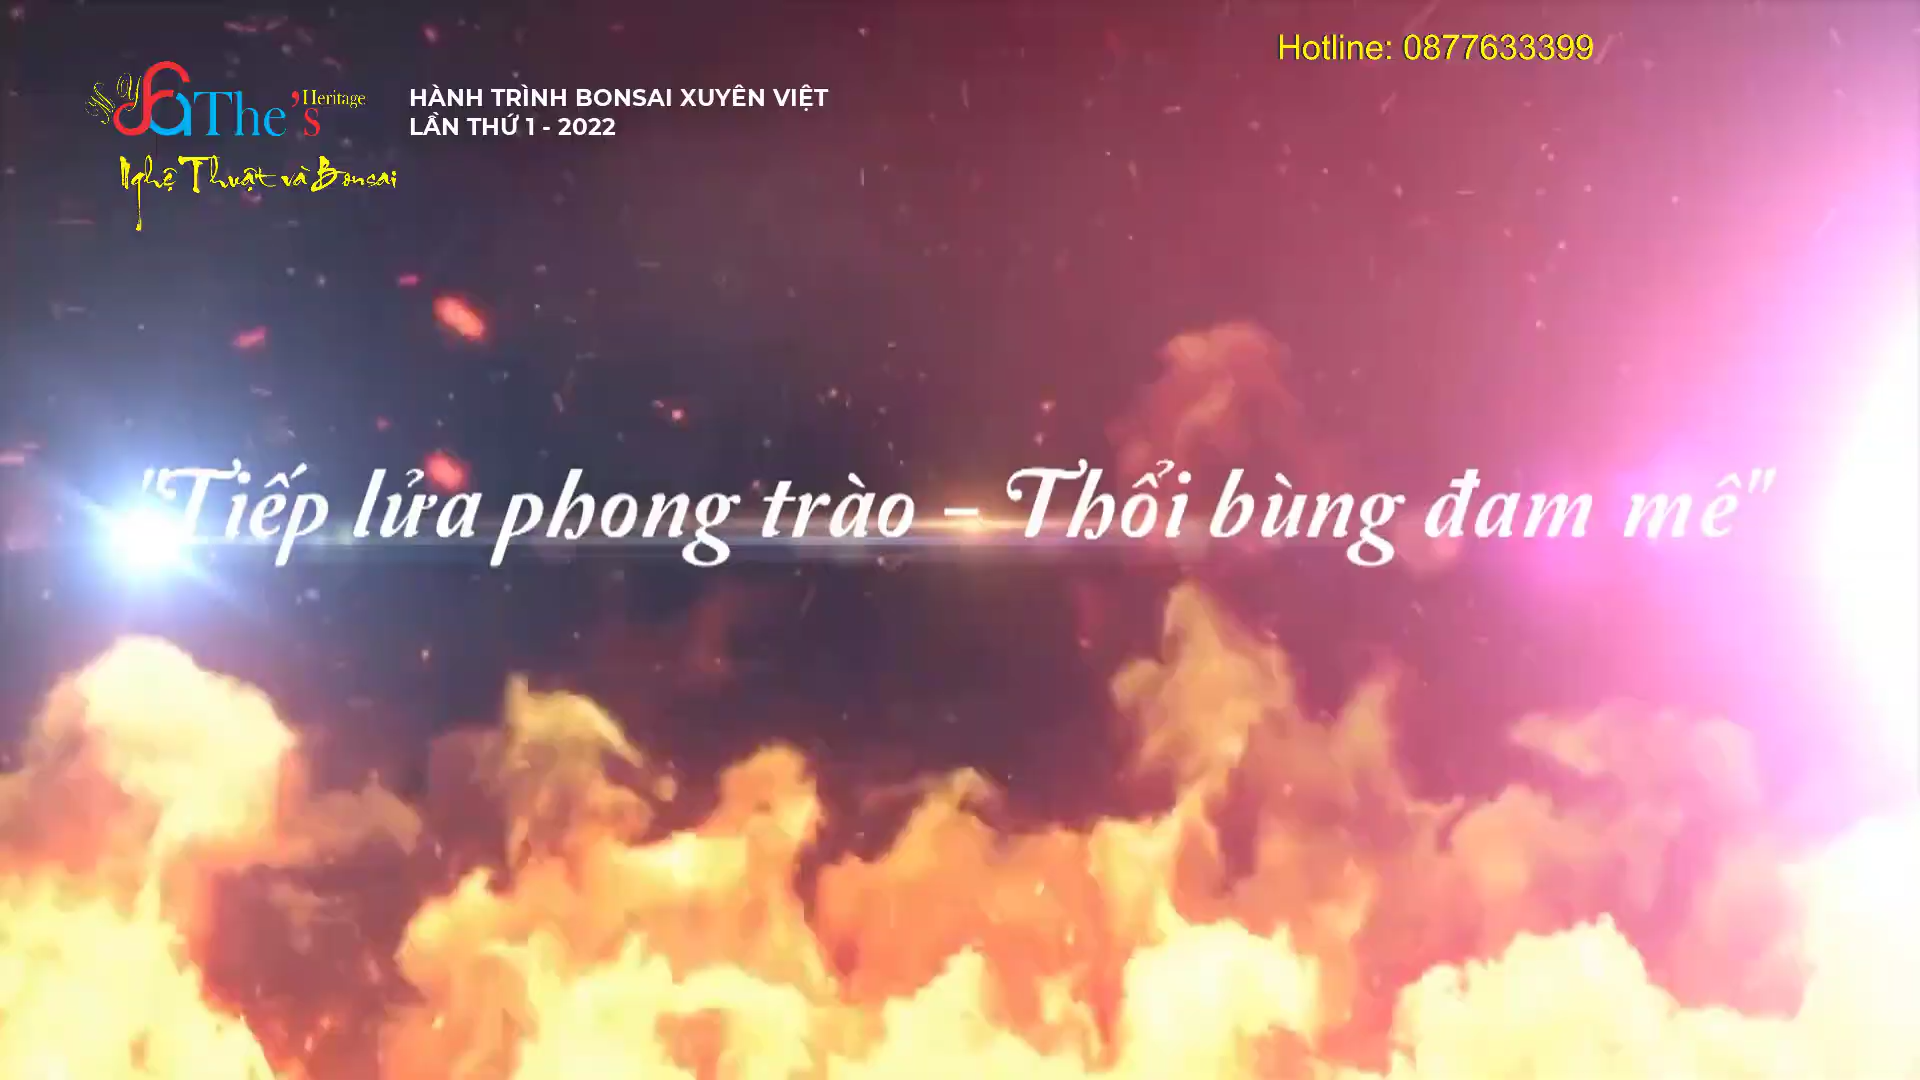 Hotline: 0877633399
The's Heritage
HÀNH TRÌNH BONSAI XUYÊN VIỆT
LẦN THỨ 1 - 2022
Nghệ Thuật và Bonsai
"Tiếp lửa phong trào – Thổi bùng đam mê"